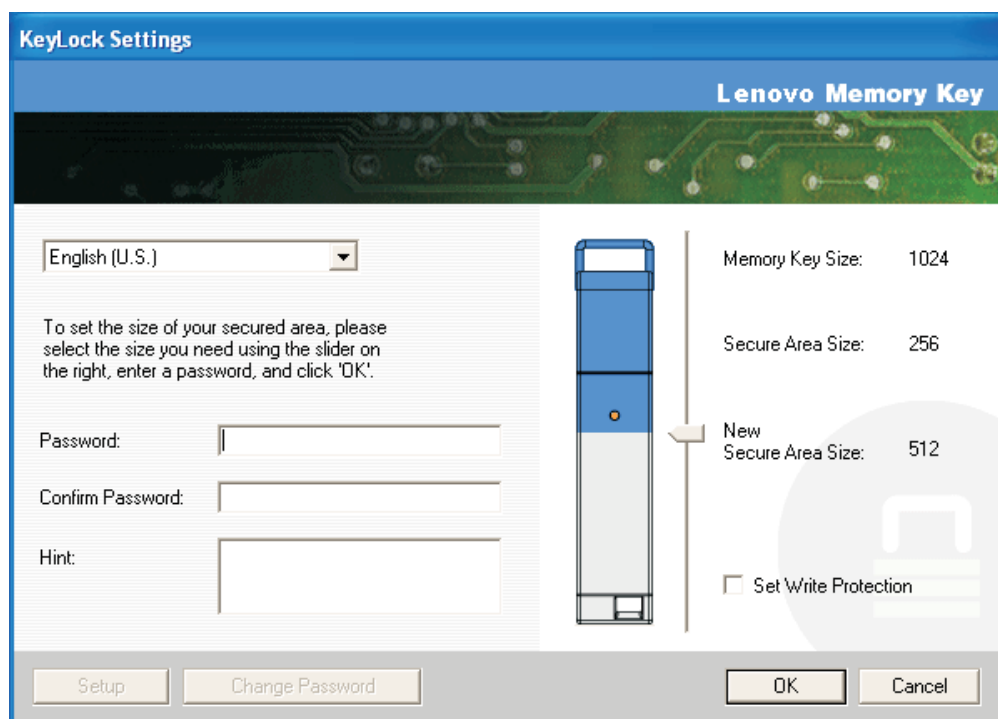 KeyLock Settings
Lenovo Memory Key
English (U.S.)
To set the size of your secured area, please
select the size you need using the slider on
the right, enter a password, and click 'OK'.
Password:
Confirm Password:
Hint:
Memory Key Size: 1024
Secure Area Size: 256
New
Secure Area Size: 512
Set Write Protection
Setup
Change Password
OK
Cancel